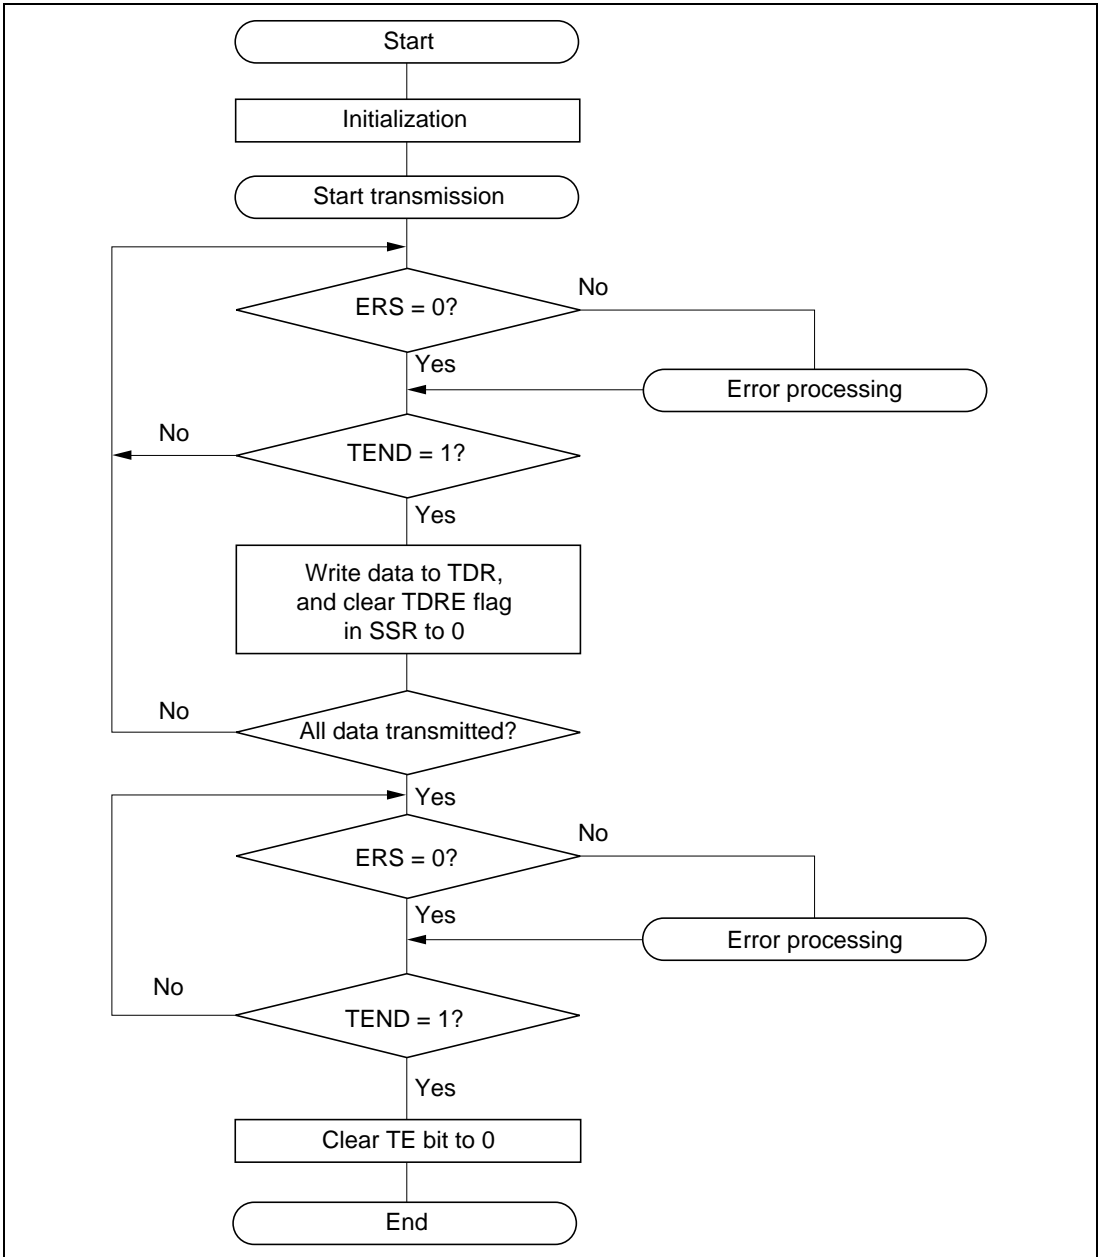 Start
Initialization
Start transmission
ERS = 0?
No
Yes
Error processing
No
TEND = 1?
Yes
Write data to TDR,
and clear TDRE flag
in SSR to 0
No
All data transmitted?
Yes
No
ERS = 0?
Yes
Error processing
No
TEND = 1?
Yes
Clear TE bit to 0
End